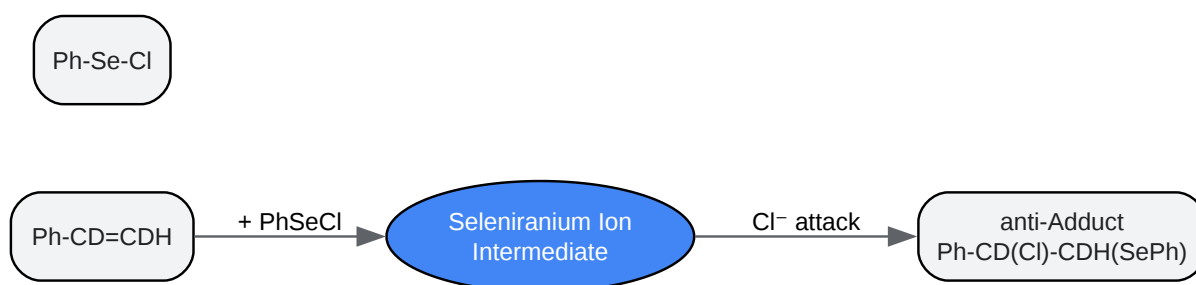 Ph-Se-Cl
Ph-CD=CDH
+ PhSeCl
Seleniranium Ion
Intermediate
Cl⁻ attack
anti-Adduct
Ph-CD(Cl)-CDH(SePh)